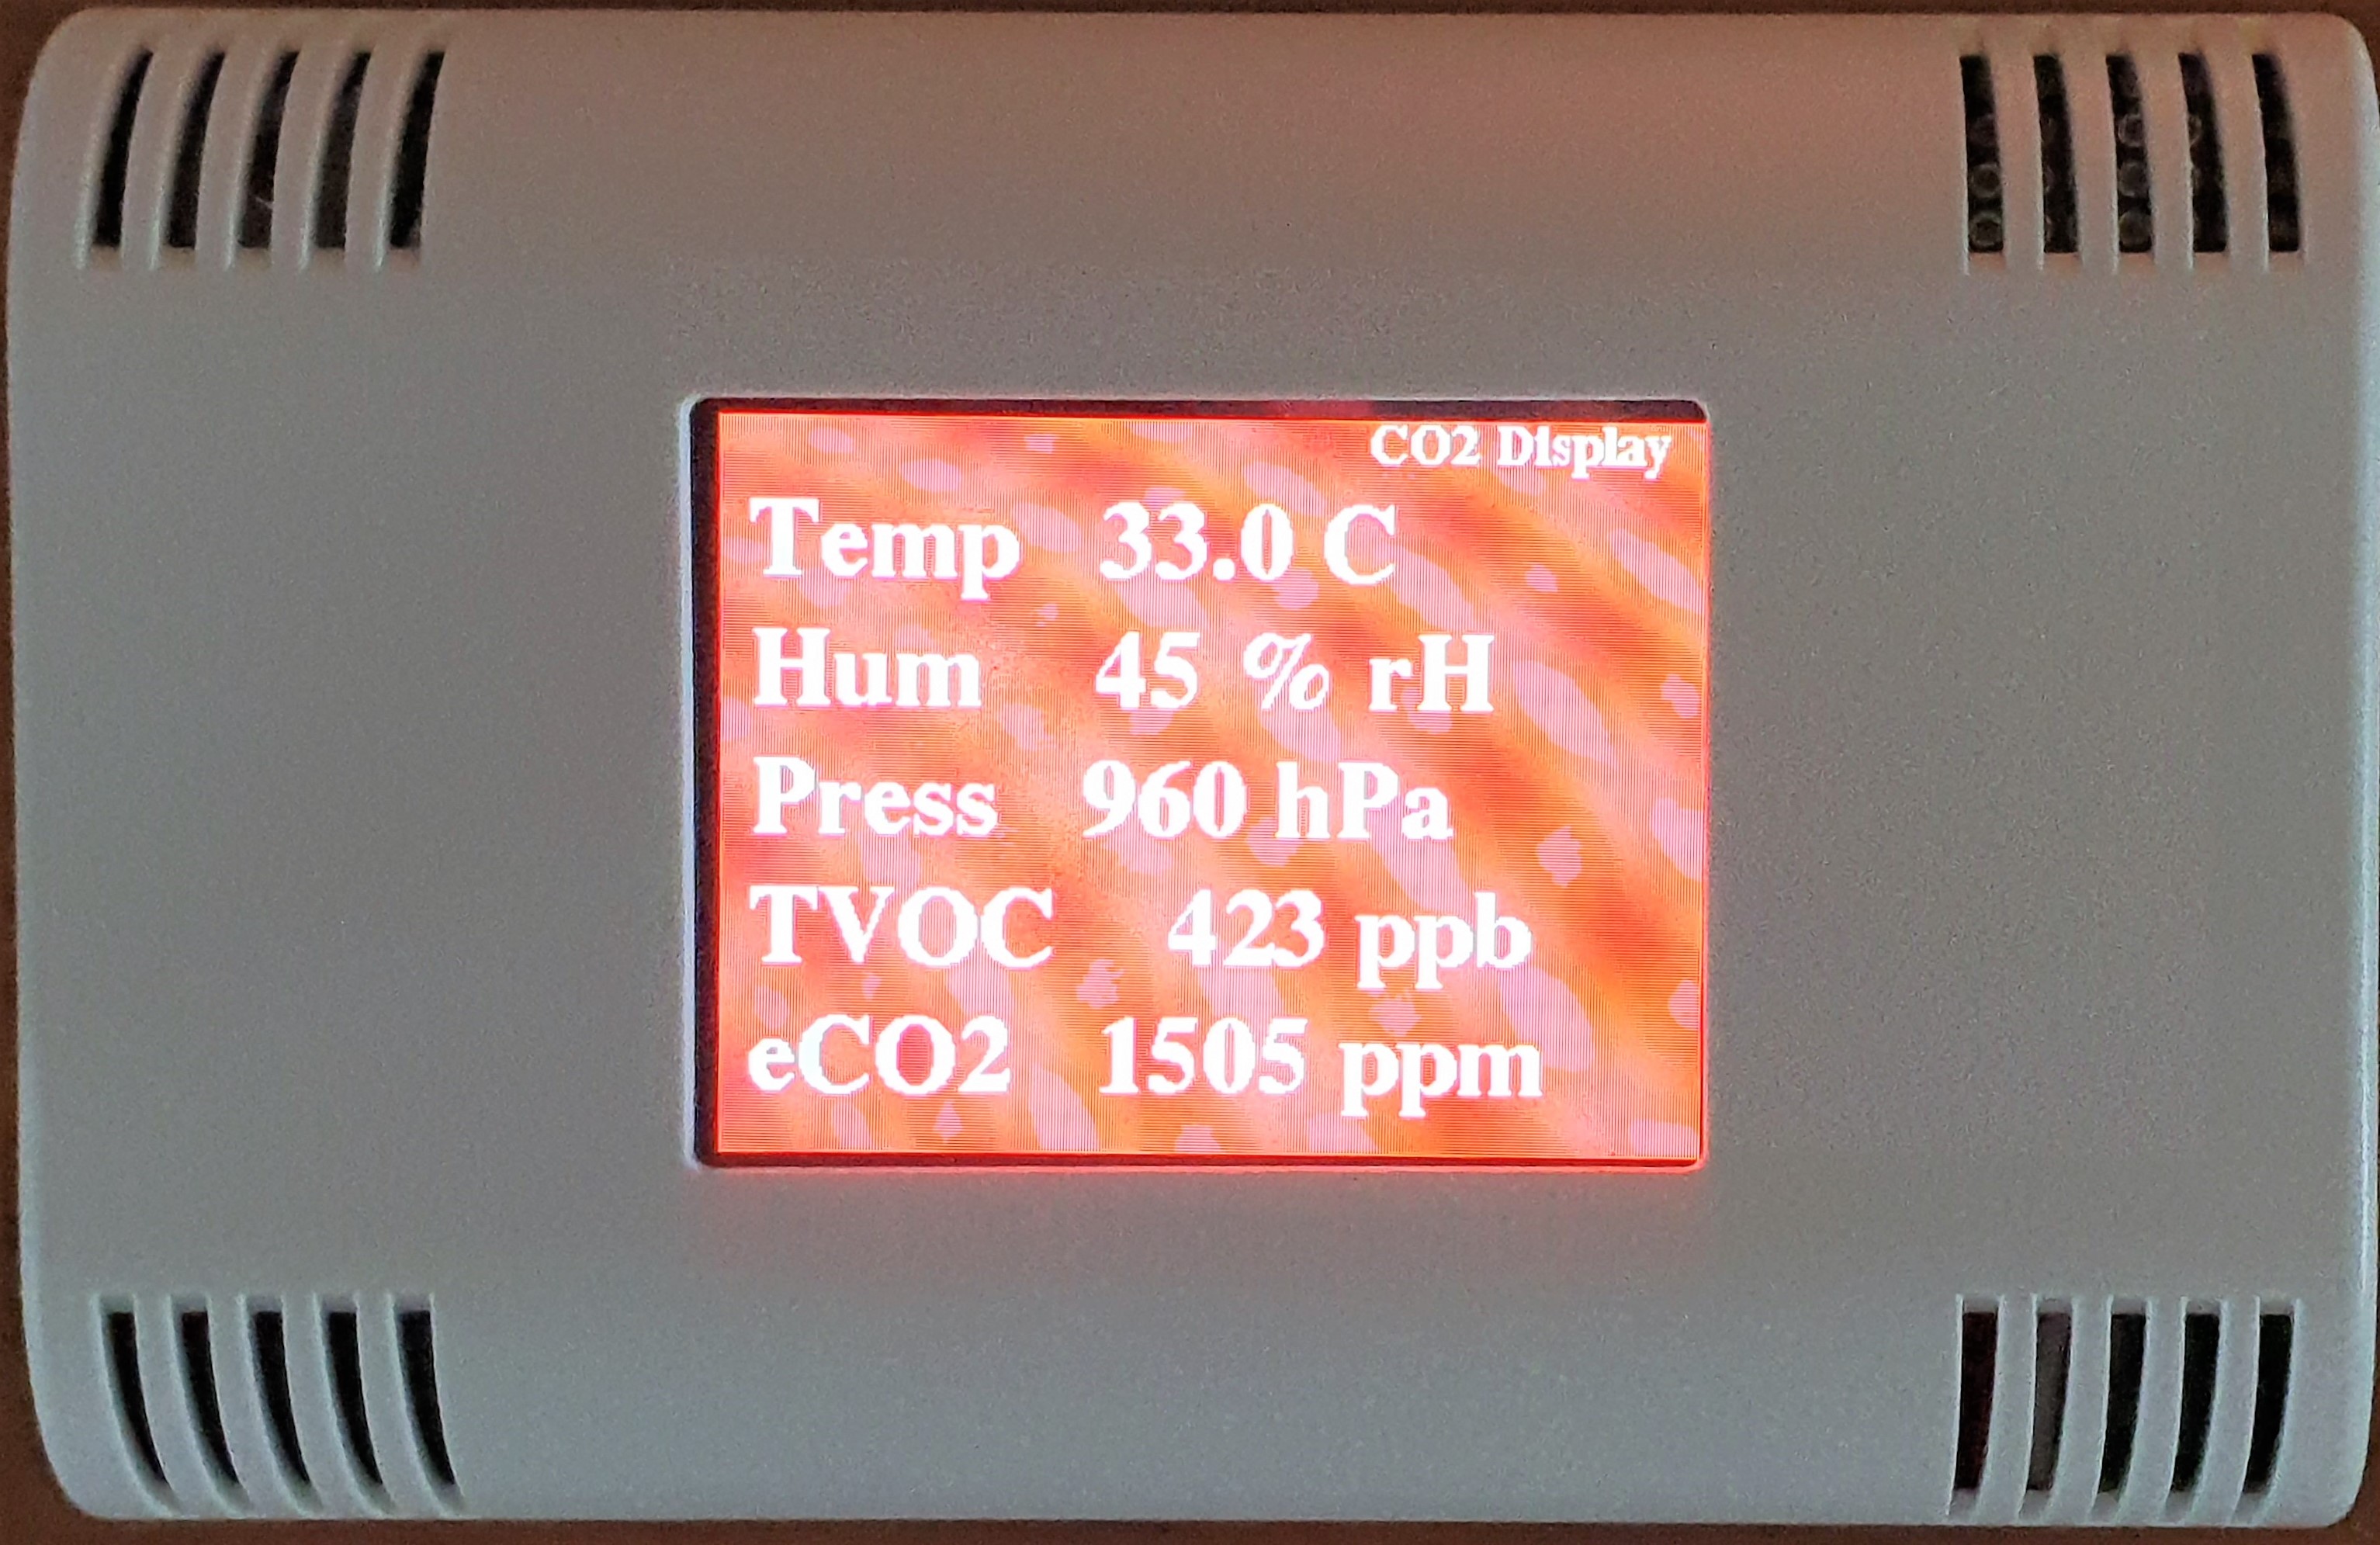 CO2 Display
Temp 33.0 C
Hum 45 % rH
Press 960 hPa
TVOC 423 ppb
eCO2 1505 ppm